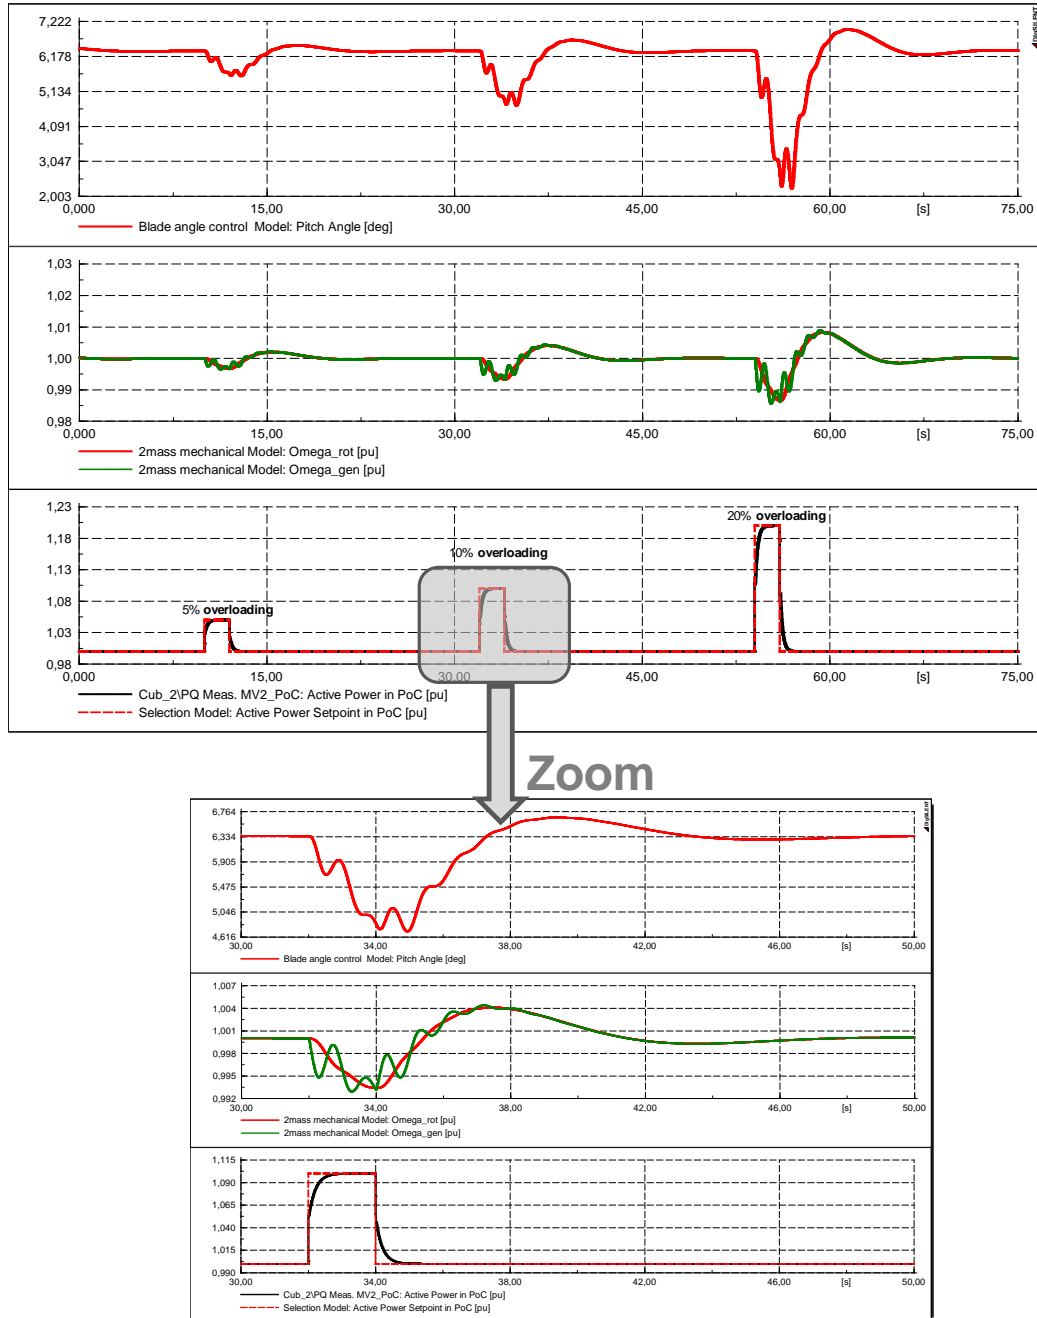 7,222
6,178
5,134
4,091
3,047
2,003
0,000 15,00 30,00 45,00 60,00 [s] 75,00
Blade angle control Model: Pitch Angle [deg]
DIgSILENT
1,03
1,02
1,01
1,00
0,99
0,98
0,000 15,00 30,00 45,00 60,00 [s] 75,00
2mass mechanical Model: Omega_rot [pu]
2mass mechanical Model: Omega_gen [pu]
1,23
1,18
1,13
1,08
1,03
0,98
20% overloading
10% overloading
5% overloading
0,000 15,00 30,00 45,00 60,00 [s] 75,00
Cub_2\PQ Meas. MV2_PoC: Active Power in PoC [pu]
Selection Model: Active Power Setpoint in PoC [pu]
Zoom
6,764
6,334
5,905
5,475
5,046
4,616
30,00 34,00 38,00 42,00 46,00 [s] 50,00
Blade angle control Model: Pitch Angle [deg]
DIgSILENT
1,007
1,004
1,001
0,998
0,995
0,992
30,00 34,00 38,00 42,00 46,00 [s] 50,00
2mass mechanical Model: Omega_rot [pu]
2mass mechanical Model: Omega_gen [pu]
1,115
1,090
1,065
1,040
1,015
0,990
30,00 34,00 38,00 42,00 46,00 [s] 50,00
Cub_2\PQ Meas. MV2_PoC: Active Power in PoC [pu]
Selection Model: Active Power Setpoint in PoC [pu]